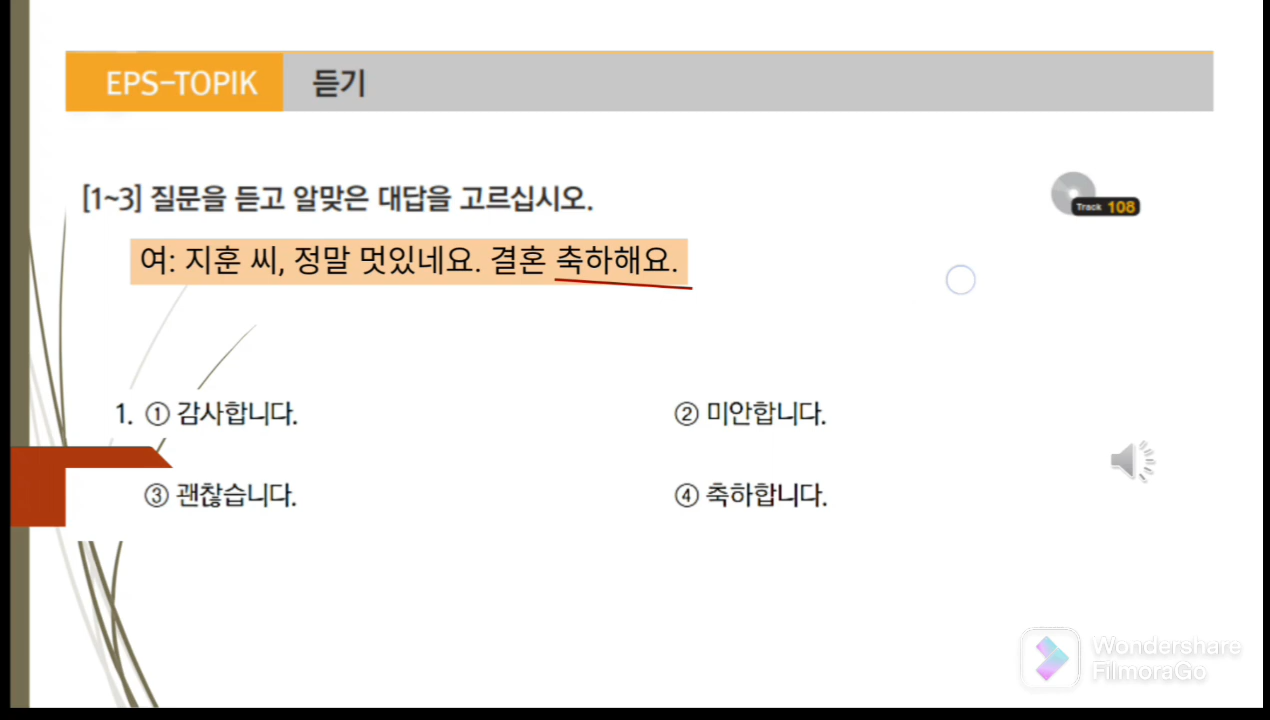 EPS-TOPIK 듣기
[1~3] 질문을 듣고 알맞은 대답을 고르십시오.
Track 108
여: 지훈 씨, 정말 멋있네요. 결혼 축하해요.
1. ① 감사합니다. ② 미안합니다.
③ 괜찮습니다. ④ 축하합니다.
Wondershare
FilmoraGo